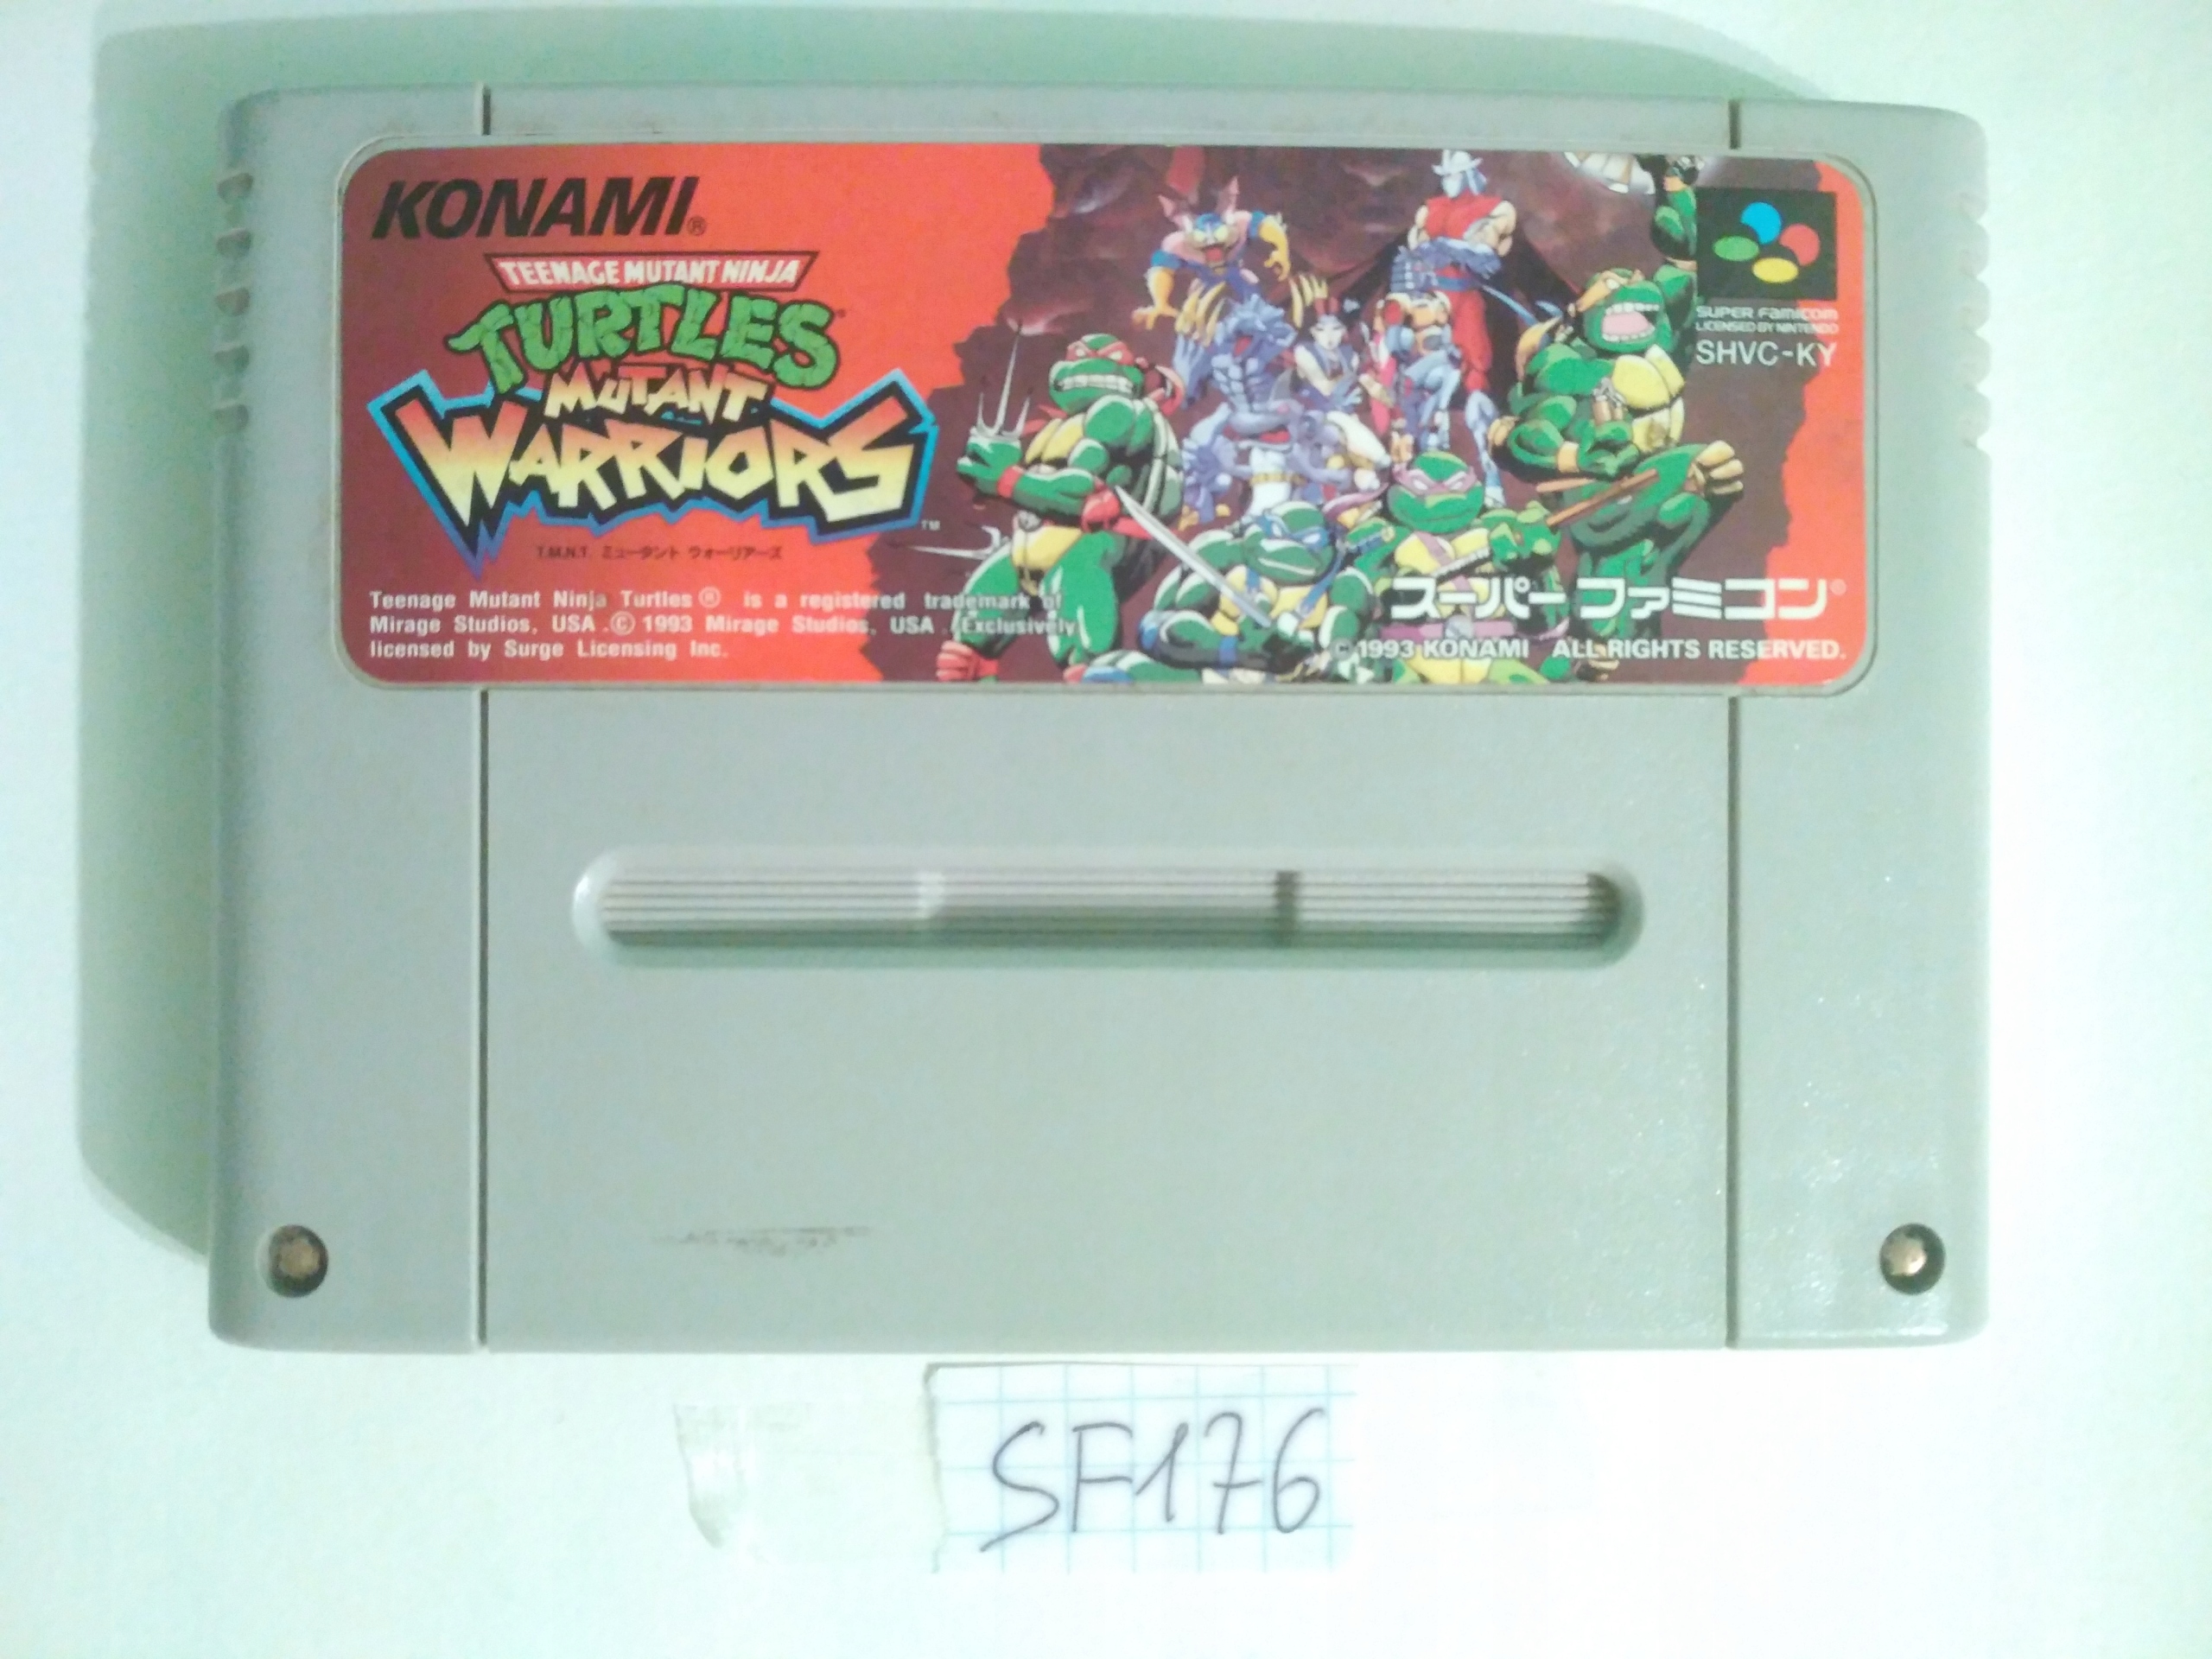 KONAMI®
TEENAGE MUTANT NINJA
TURTLES
MUTANT
WARRIORS™
T.M.N.T. ミュータント ウォーリアーズ
Teenage Mutant Ninja Turtles® is a registered trademark of
Mirage Studios, USA.©1993 Mirage Studios, USA. Exclusively
licensed by Surge Licensing Inc.
SUPER Famicom
LICENSED BY NINTENDO
SHVC-KY
スーパー ファミコン®
©1993 KONAMI ALL RIGHTS RESERVED.
SF176